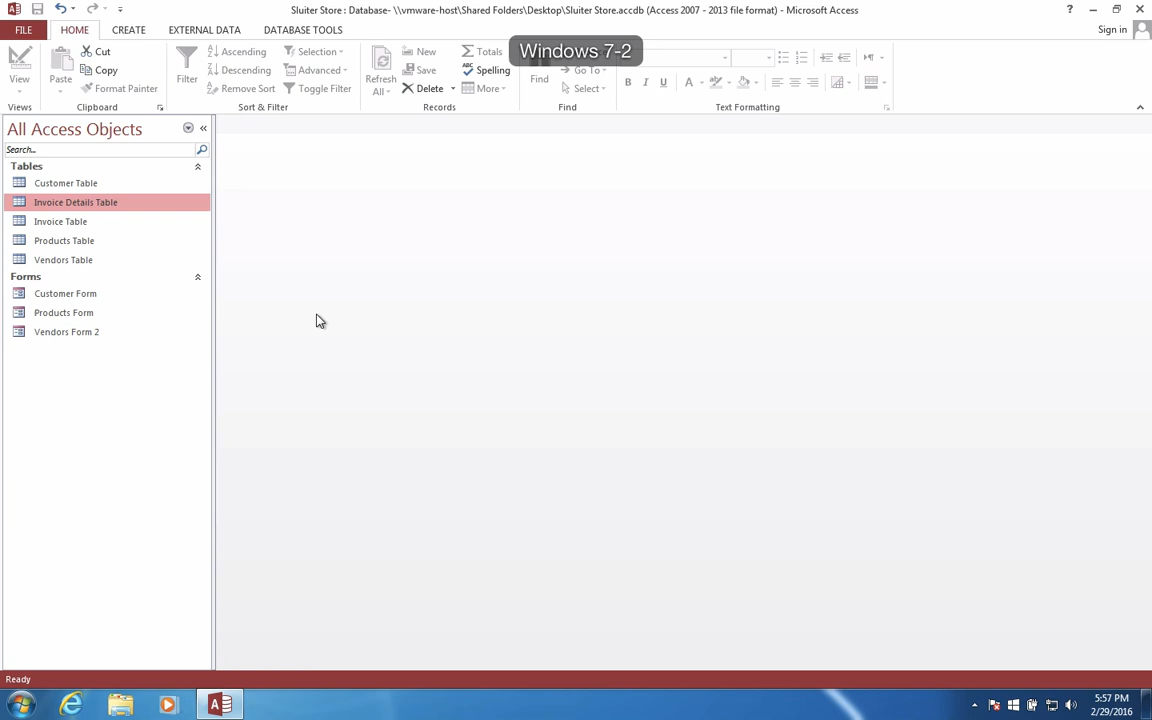 Sluiter Store : Database- \\vmware-host\Shared Folders\Desktop\Sluiter Store.accdb (Access 2007 - 2013 file format) - Microsoft Access
?
FILE HOME CREATE EXTERNAL DATA DATABASE TOOLS Sign in
Windows 7-2
View
Views
Paste
Cut
Copy
Format Painter
Clipboard
Filter
Ascending
Descending
Remove Sort
Selection
Advanced
Toggle Filter
Sort & Filter
Refresh
All
New
Save
Delete
Totals
Spelling
More
Records
Find
Go To
Select
Find
B I U A
Text Formatting
All Access Objects
Search...
Tables
Customer Table
Invoice Details Table
Invoice Table
Products Table
Vendors Table
Forms
Customer Form
Products Form
Vendors Form 2
Ready
5:57 PM
2/29/2016